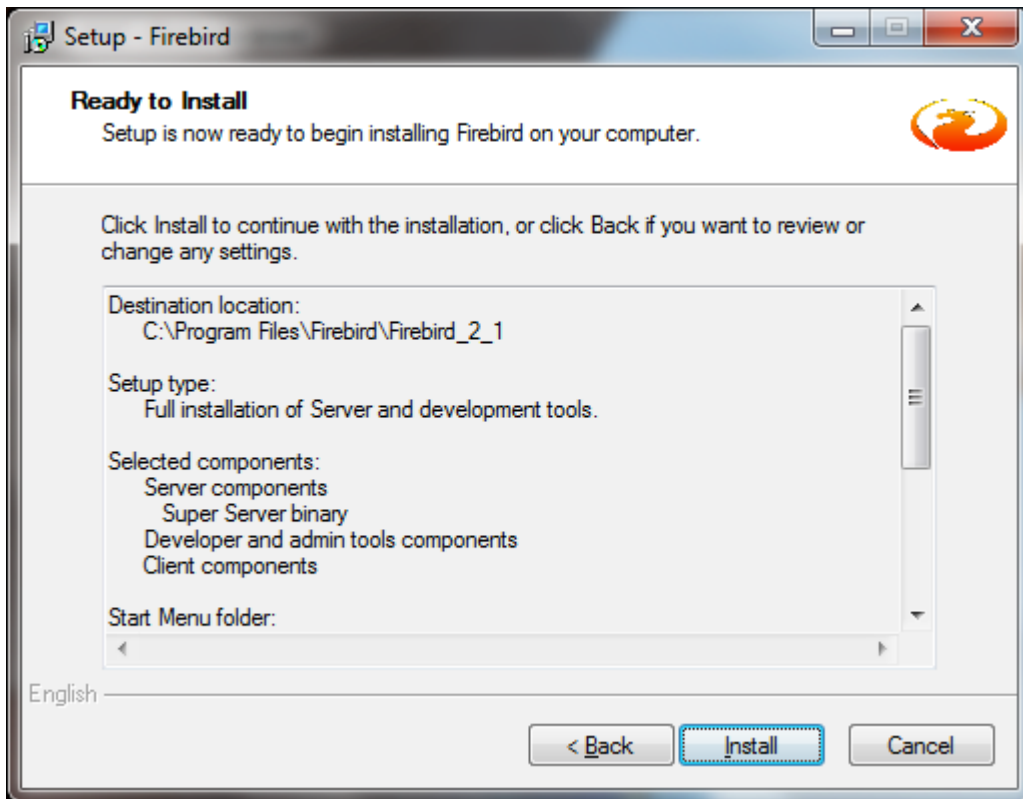 Setup - Firebird
Ready to Install
Setup is now ready to begin installing Firebird on your computer.
Click Install to continue with the installation, or click Back if you want to review or
change any settings.
Destination location:
C:\Program Files\Firebird\Firebird_2_1
Setup type:
Full installation of Server and development tools.
Selected components:
Server components
Super Server binary
Developer and admin tools components
Client components
Start Menu folder:
English
< Back
Install
Cancel